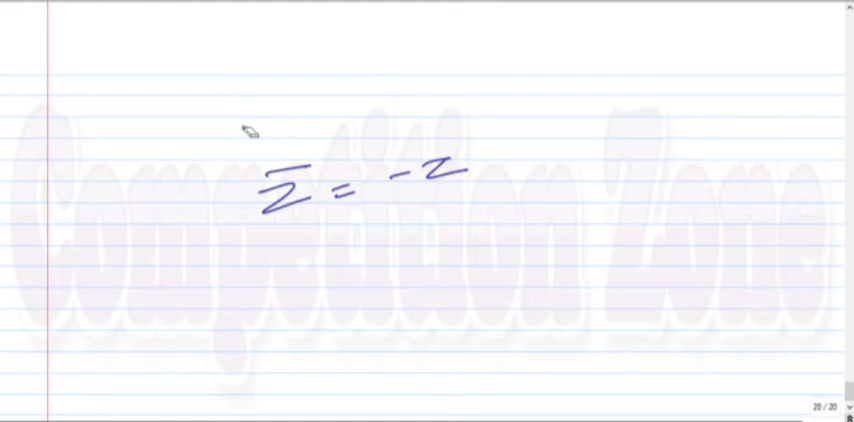 z̅ = -z
Competition Zone
20 / 20